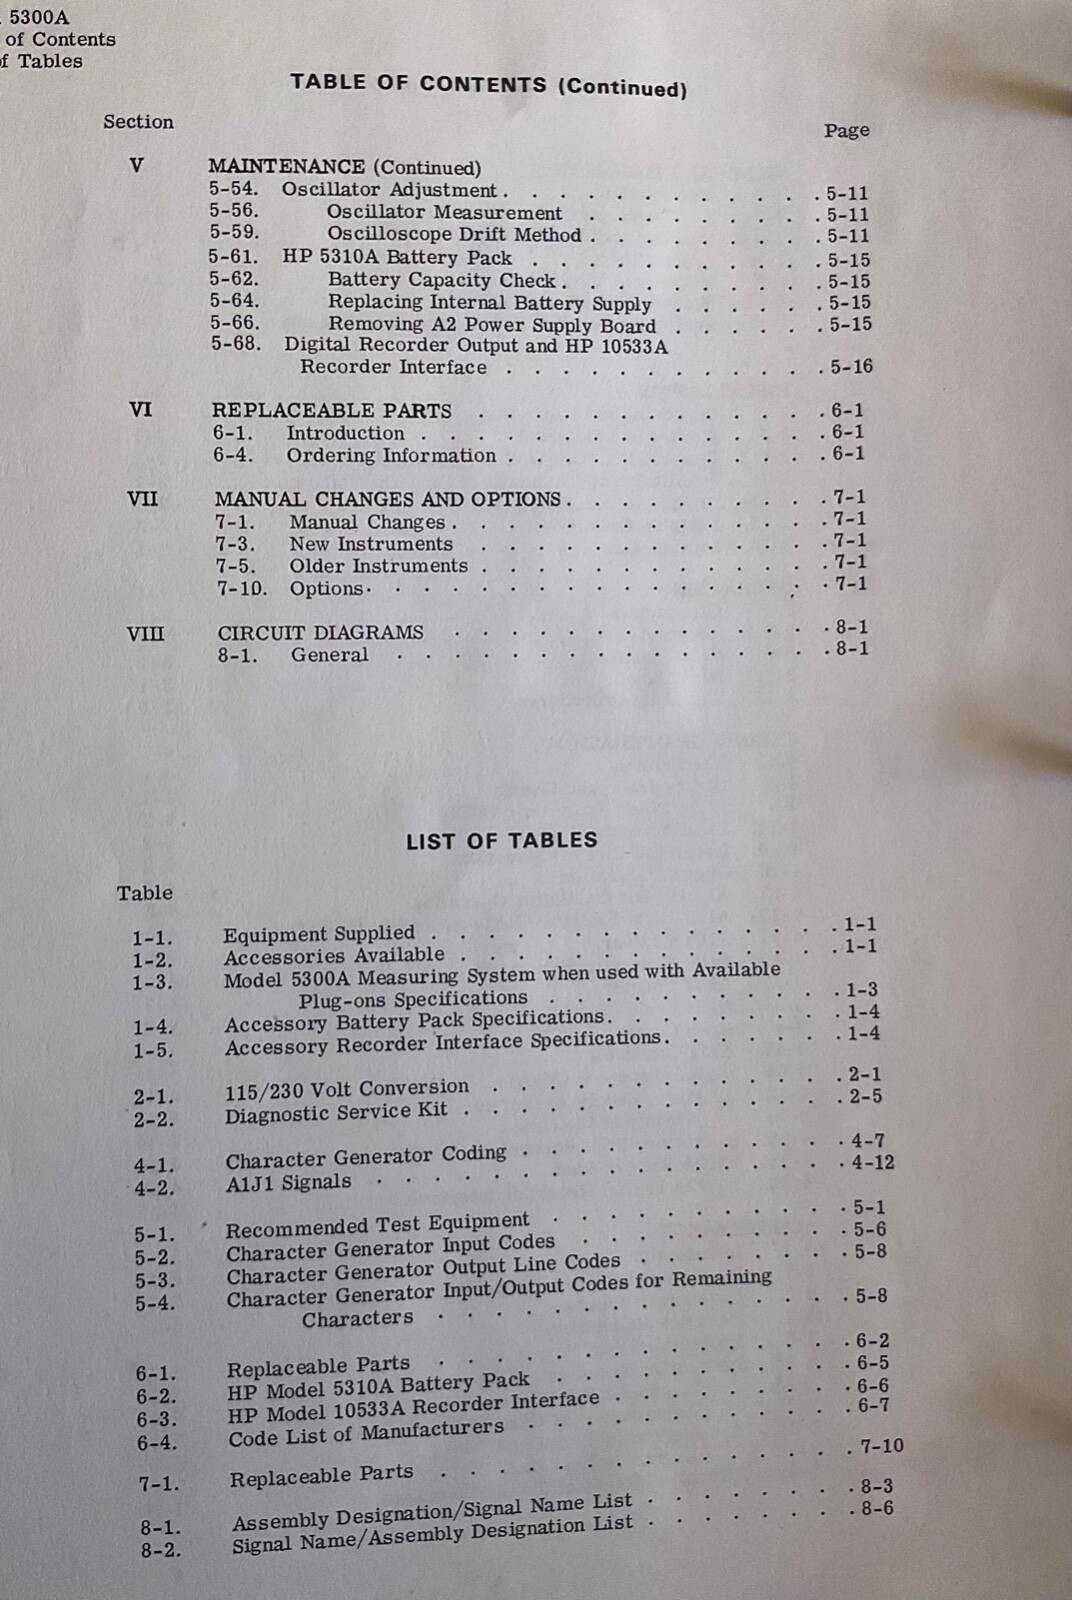 5300A
of Contents
f Tables
TABLE OF CONTENTS (Continued)
Section
Page
V MAINTENANCE (Continued)
5-54. Oscillator Adjustment . . . . . . . . . . 5-11
5-56. Oscillator Measurement . . . . . . . . 5-11
5-59. Oscilloscope Drift Method . . . . . . . . 5-11
5-61. HP 5310A Battery Pack . . . . . . . . . . 5-15
5-62. Battery Capacity Check . . . . . . . . . 5-15
5-64. Replacing Internal Battery Supply . . . . . . 5-15
5-66. Removing A2 Power Supply Board . . . . . . 5-15
5-68. Digital Recorder Output and HP 10533A
Recorder Interface . . . . . . . . . . . 5-16
VI REPLACEABLE PARTS . . . . . . . . . . . . 6-1
6-1. Introduction . . . . . . . . . . . . . 6-1
6-4. Ordering Information . . . . . . . . . . . 6-1
VII MANUAL CHANGES AND OPTIONS . . . . . . . . . 7-1
7-1. Manual Changes . . . . . . . . . . . . 7-1
7-3. New Instruments . . . . . . . . . . . . 7-1
7-5. Older Instruments . . . . . . . . . . . . 7-1
7-10. Options . . . . . . . . . . . . . . 7-1
VIII CIRCUIT DIAGRAMS . . . . . . . . . . . . 8-1
8-1. General . . . . . . . . . . . . . . 8-1
LIST OF TABLES
Table
1-1. Equipment Supplied . . . . . . . . . . . . . 1-1
1-2. Accessories Available . . . . . . . . . . . . 1-1
1-3. Model 5300A Measuring System when used with Available
Plug-ons Specifications . . . . . . . . . . 1-3
1-4. Accessory Battery Pack Specifications . . . . . . . . 1-4
1-5. Accessory Recorder Interface Specifications . . . . . . 1-4
2-1. 115/230 Volt Conversion . . . . . . . . . . . 2-1
2-2. Diagnostic Service Kit . . . . . . . . . . . . 2-5
4-1. Character Generator Coding . . . . . . . . . . . 4-7
4-2. A1J1 Signals . . . . . . . . . . . . . . 4-12
5-1. Recommended Test Equipment . . . . . . . . . . 5-1
5-2. Character Generator Input Codes . . . . . . . . . 5-6
5-3. Character Generator Output Line Codes . . . . . . . 5-8
5-4. Character Generator Input/Output Codes for Remaining
Characters . . . . . . . . . . . . . . 5-8
6-1. Replaceable Parts . . . . . . . . . . . . . 6-2
6-2. HP Model 5310A Battery Pack . . . . . . . . . . 6-5
6-3. HP Model 10533A Recorder Interface . . . . . . . . 6-6
6-4. Code List of Manufacturers . . . . . . . . . . . 6-7
7-1. Replaceable Parts . . . . . . . . . . . . . . 7-10
8-1. Assembly Designation/Signal Name List . . . . . . . 8-3
8-2. Signal Name/Assembly Designation List . . . . . . . 8-6